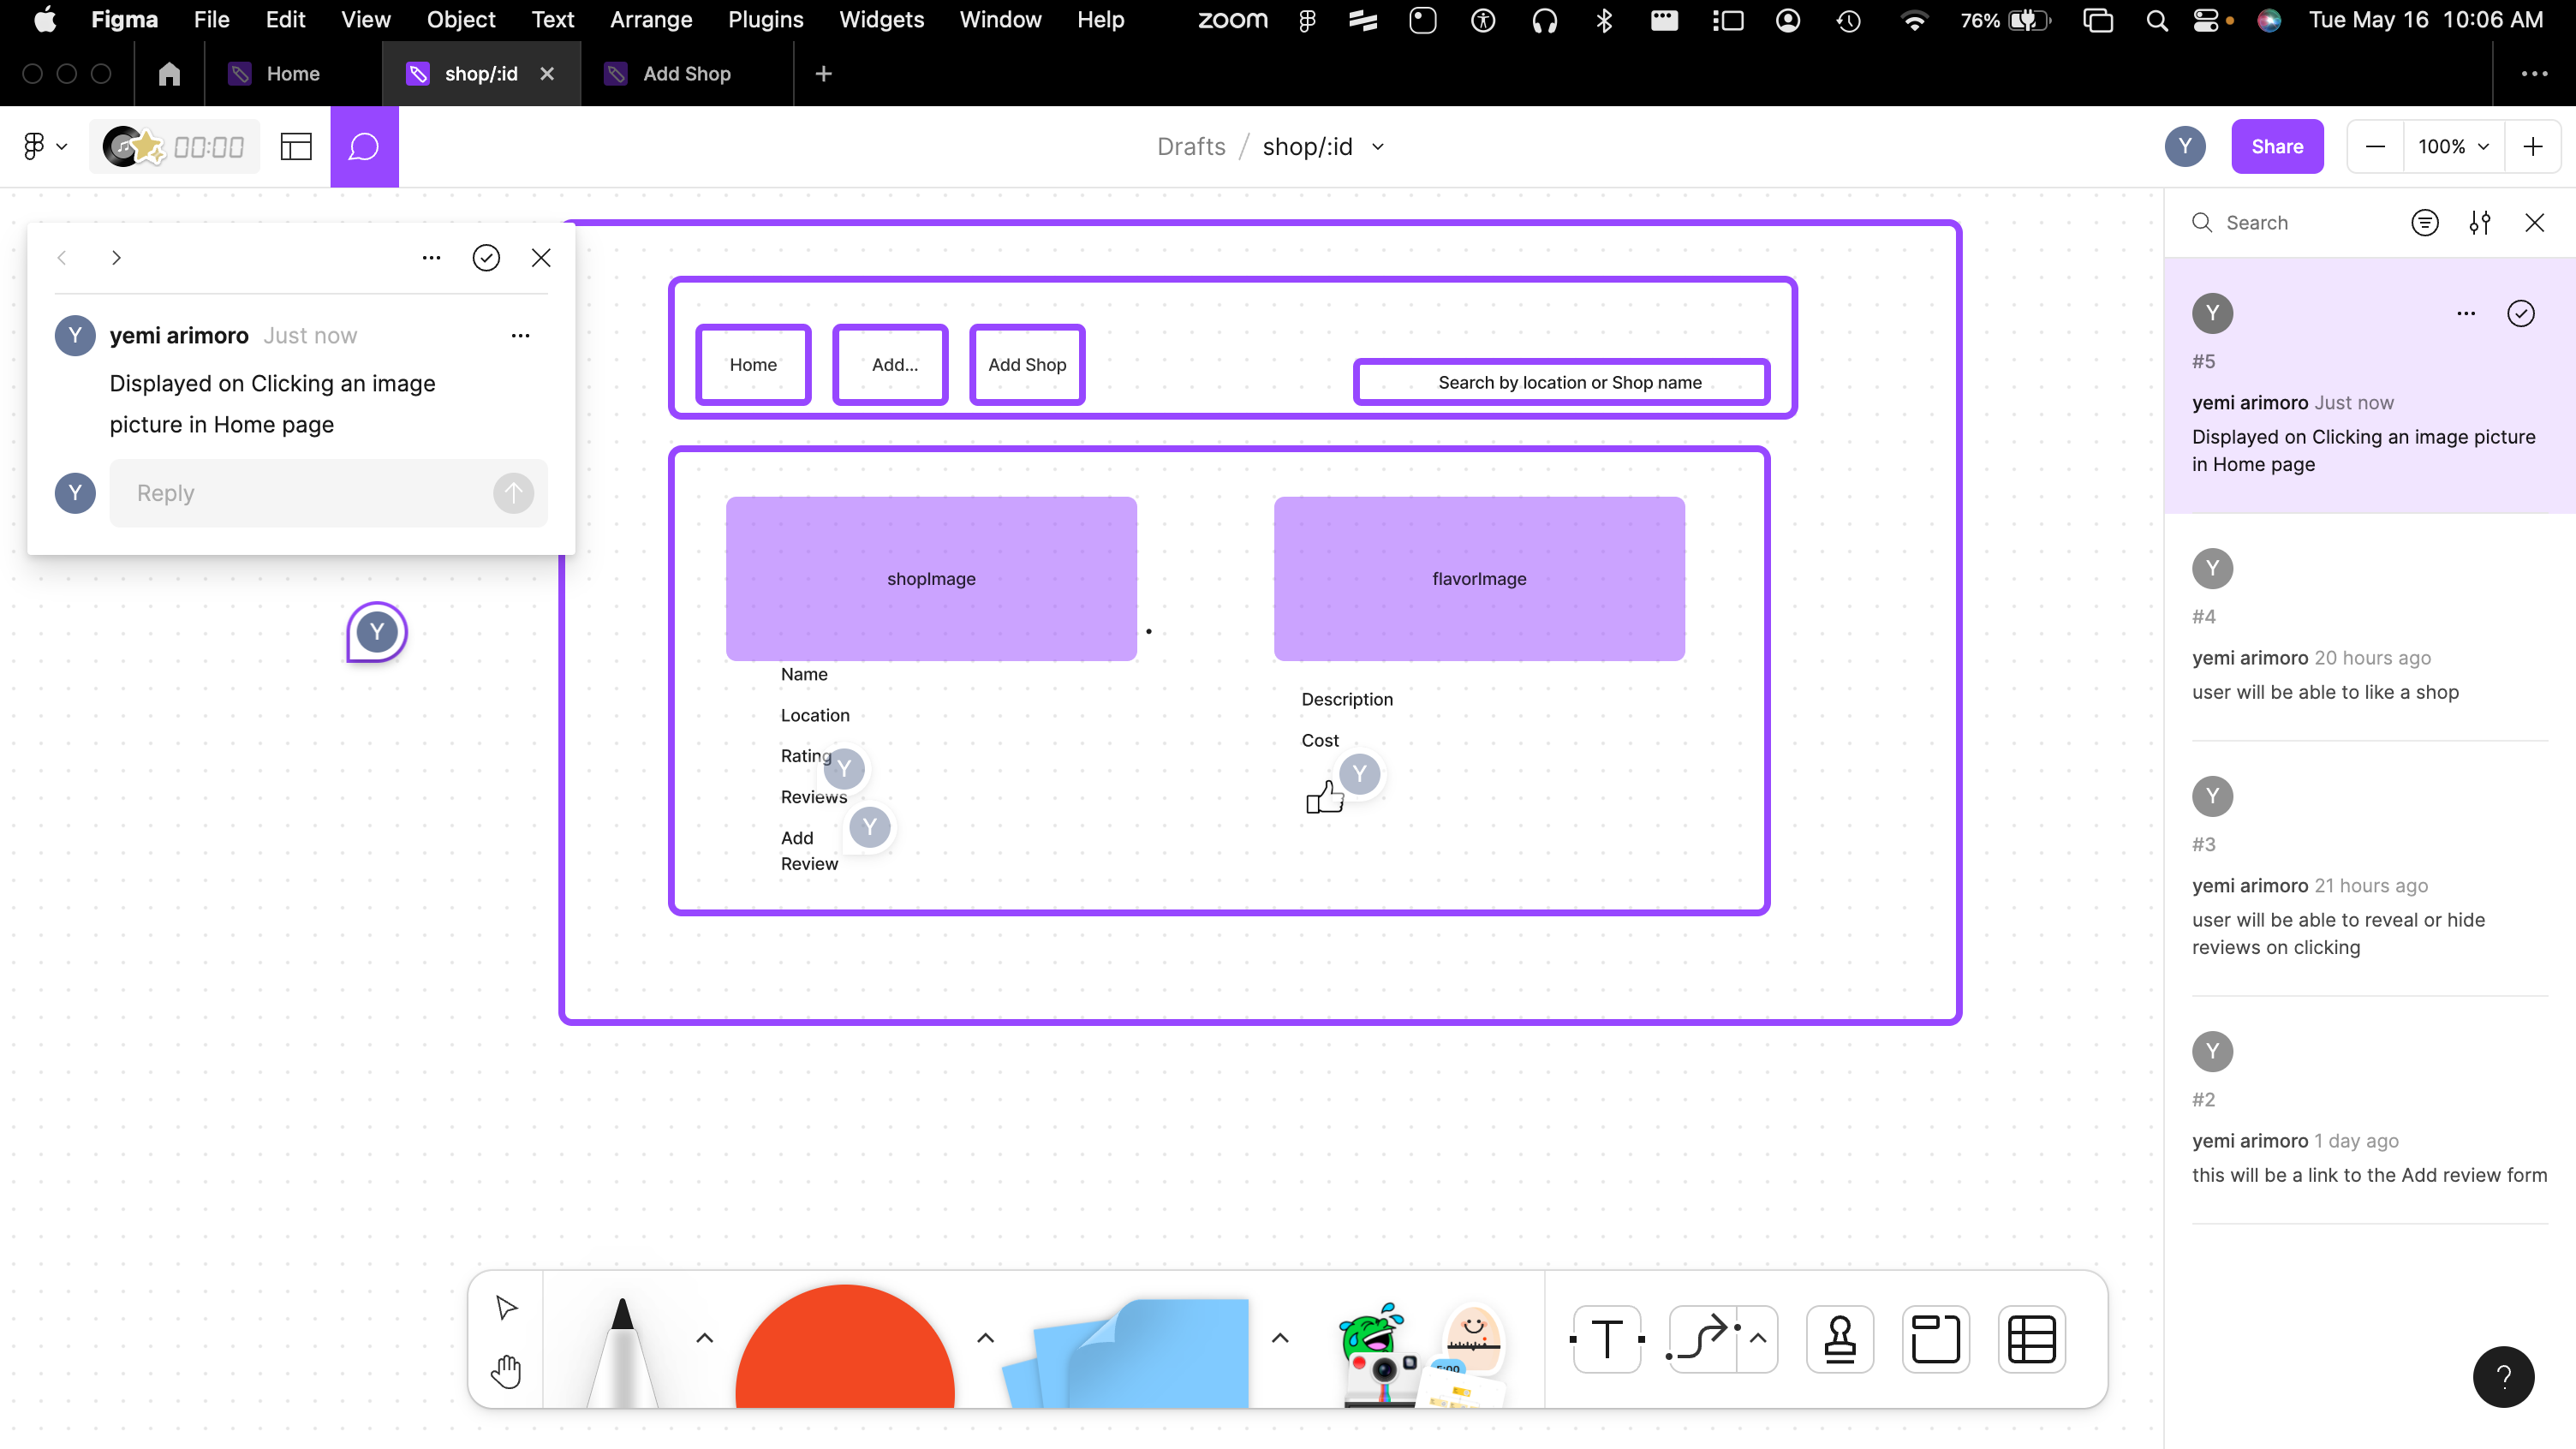 Figma File Edit View Object Text Arrange Plugins Widgets Window Help zoom 76% Tue May 16 10:06 AM
Home shop/:id Add Shop
00:00 Drafts / shop/:id Y Share 100%
Y yemi arimoro Just now
Displayed on Clicking an image
picture in Home page
Y Reply
Y
Home Add... Add Shop
Search by location or Shop name
shopImage flavorImage
Name
Location
Rating Y
Reviews
Y
Add
Review
Description
Cost
Y
Search
Y
#5
yemi arimoro Just now
Displayed on Clicking an image picture
in Home page
Y
#4
yemi arimoro 20 hours ago
user will be able to like a shop
Y
#3
yemi arimoro 21 hours ago
user will be able to reveal or hide
reviews on clicking
Y
#2
yemi arimoro 1 day ago
this will be a link to the Add review form
T
?